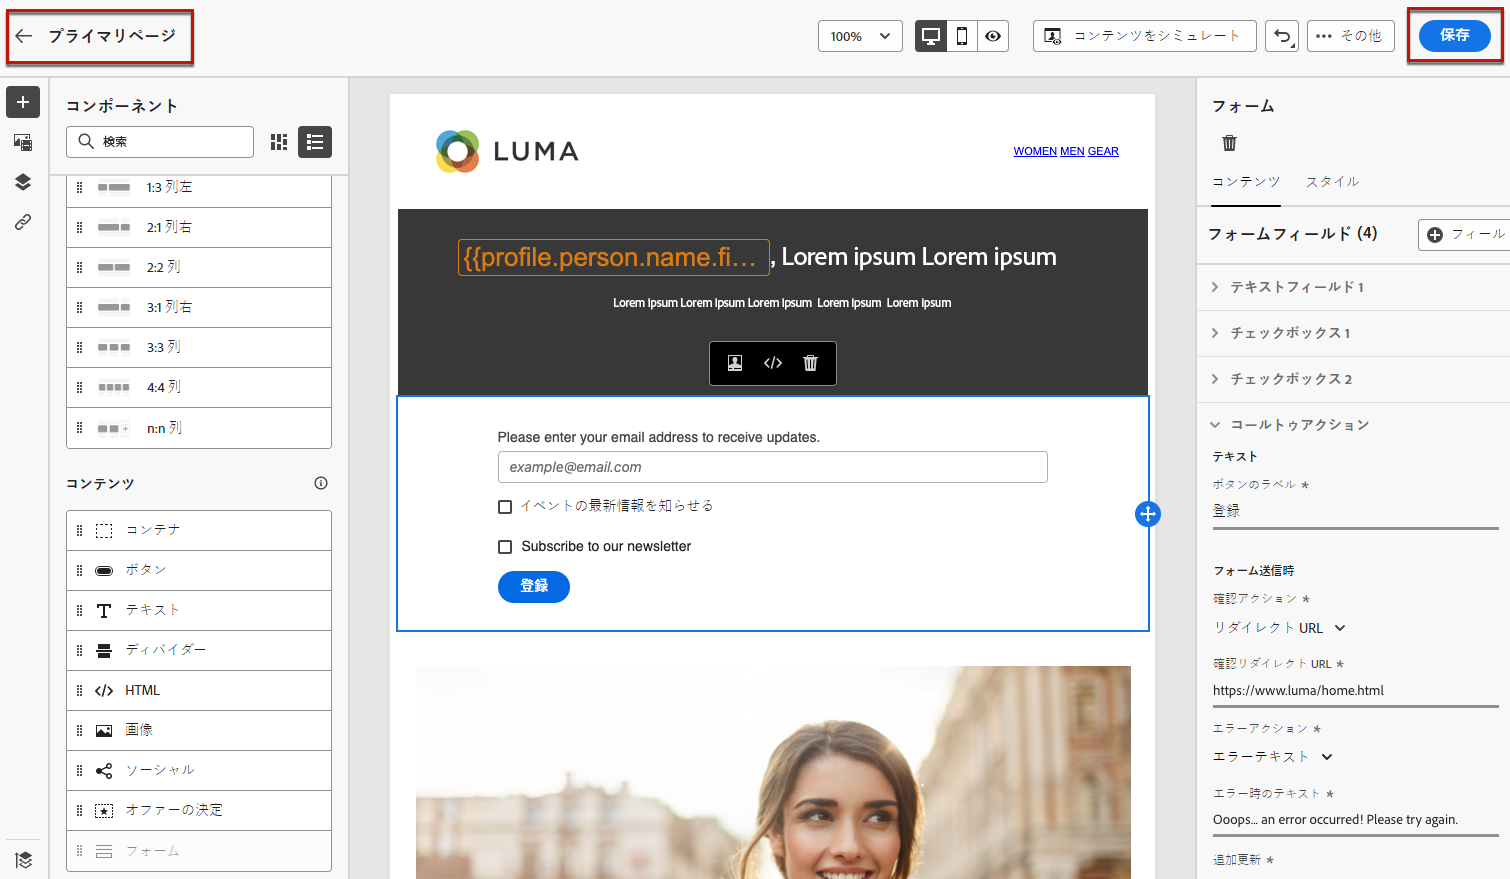 プライマリページ
100%
コンテンツをシミュレート
その他
保存
コンポーネント
検索
1:3 列左
2:1 列右
2:2 列
3:1 列右
3:3 列
4:4 列
n:n 列
コンテンツ
コンテナ
ボタン
テキスト
ディバイダー
HTML
画像
ソーシャル
オファーの決定
フォーム
LUMA
WOMEN MEN GEAR
{{profile.person.name.fi... , Lorem ipsum Lorem ipsum
Lorem Ipsum Lorem Ipsum Lorem Ipsum Lorem Ipsum Lorem Ipsum
Please enter your email address to receive updates.
example@email.com
イベントの最新情報を知らせる
Subscribe to our newsletter
登録
フォーム
コンテンツ
スタイル
フォームフィールド (4)
フィール
テキストフィールド 1
チェックボックス 1
チェックボックス 2
コールトゥアクション
テキスト
ボタンのラベル *
登録
フォーム送信時
確認アクション *
リダイレクト URL
確認リダイレクト URL *
https://www.luma/home.html
エラーアクション *
エラーテキスト
エラー時のテキスト *
Ooops... an error occurred! Please try again.
追加更新 *